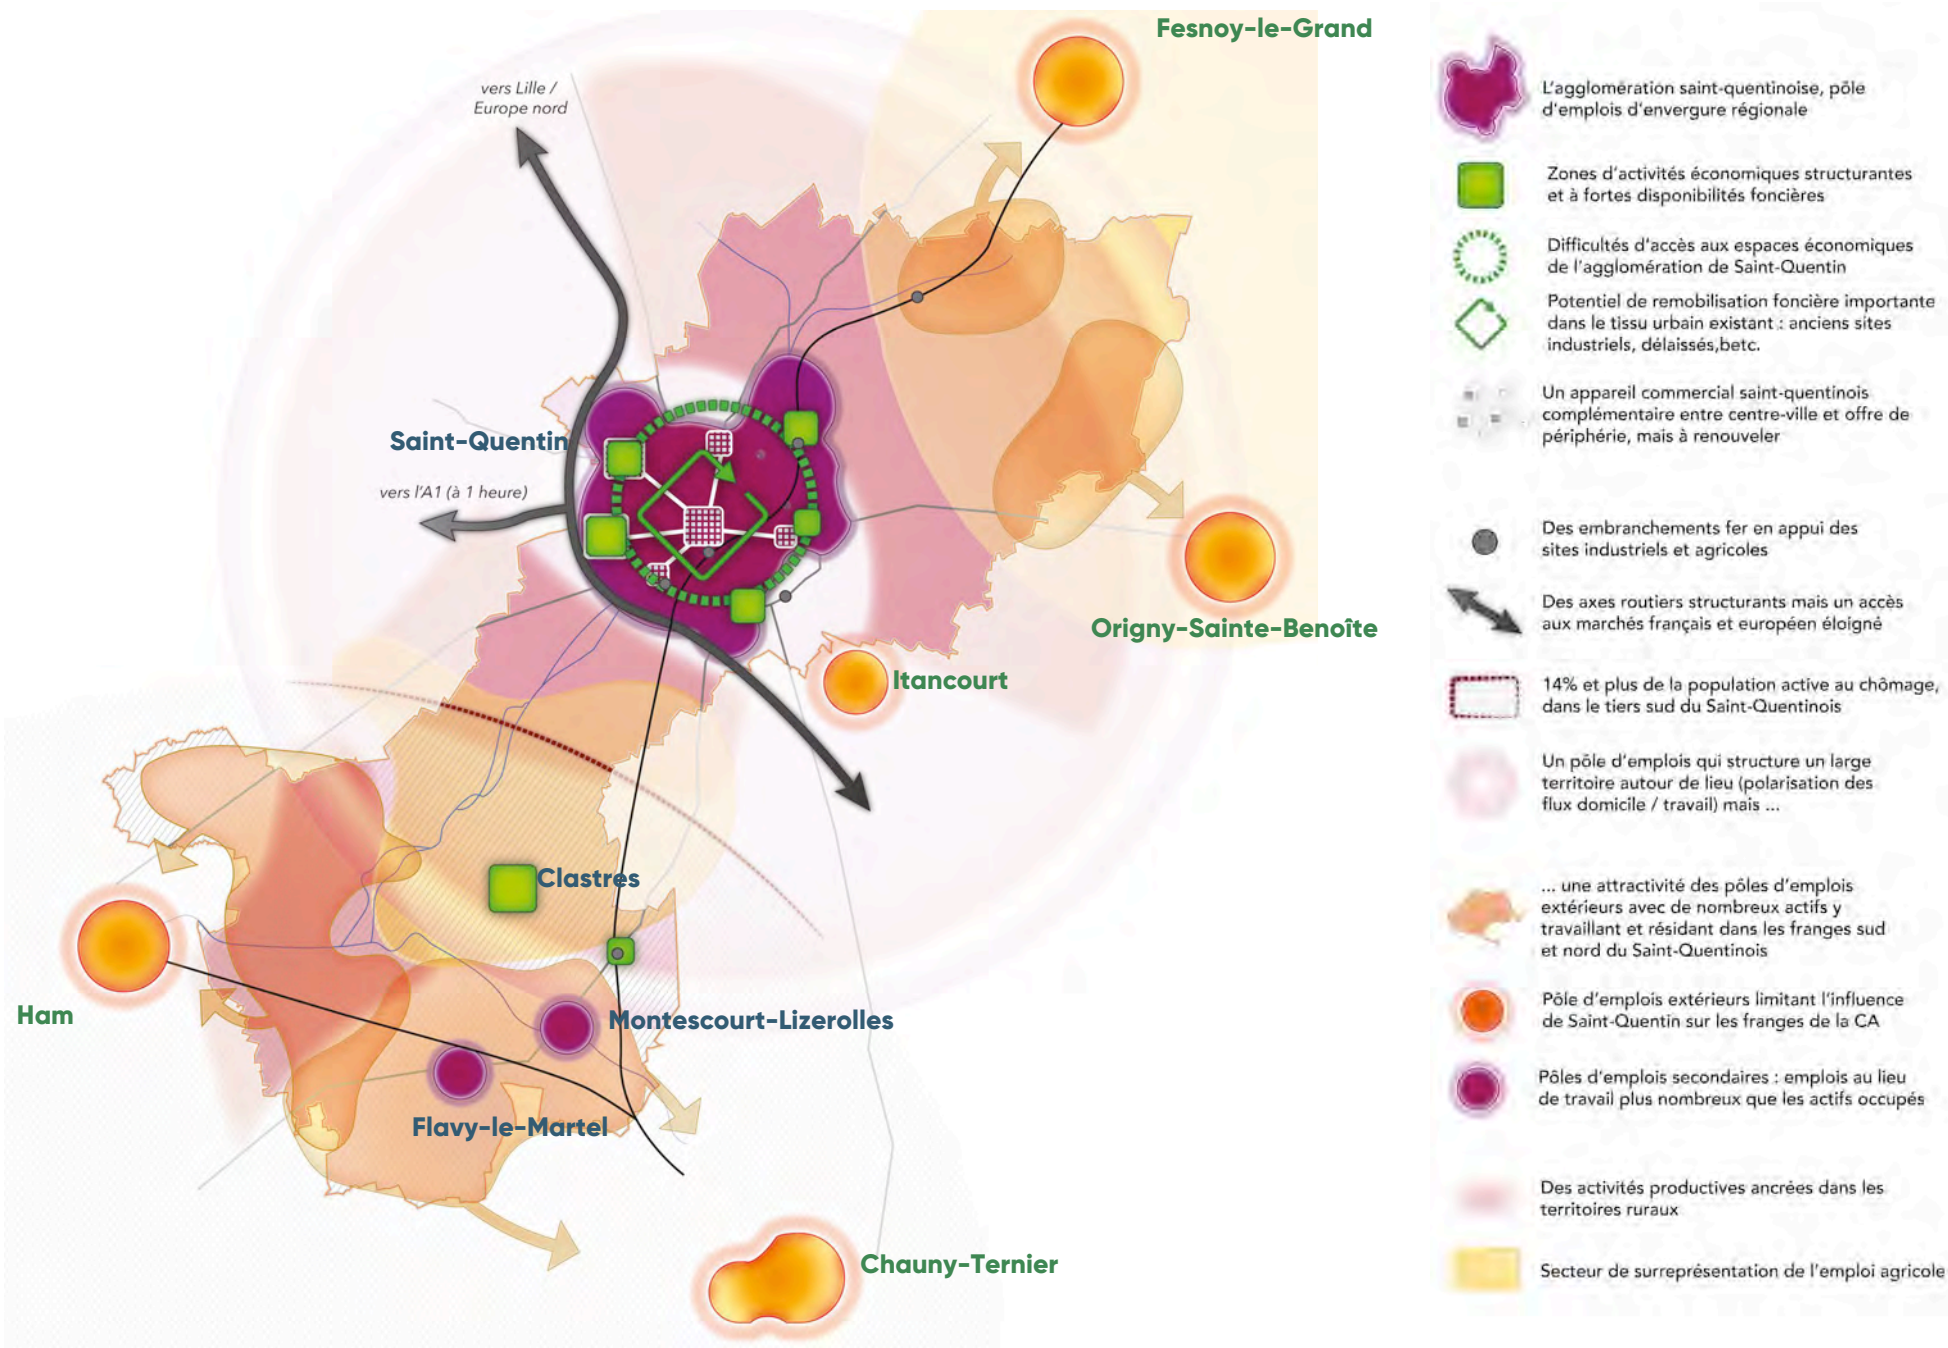 Fesnoy-le-Grand
vers Lille /
Europe nord
Saint-Quentin
vers l'A1 (à 1 heure)
Origny-Sainte-Benoîte
Itancourt
Clastres
Ham
Montescourt-Lizerolles
Flavy-le-Martel
Chauny-Ternier
L'agglomération saint-quentinoise, pôle
d'emplois d'envergure régionale
Zones d'activités économiques structurantes
et à fortes disponibilités foncières
Difficultés d'accès aux espaces économiques
de l'agglomération de Saint-Quentin
Potentiel de remobilisation foncière importante
dans le tissu urbain existant : anciens sites
industriels, délaissés,betc.
Un appareil commercial saint-quentinois
complémentaire entre centre-ville et offre de
périphérie, mais à renouveler
Des embranchements fer en appui des
sites industriels et agricoles
Des axes routiers structurants mais un accès
aux marchés français et européen éloigné
14% et plus de la population active au chômage,
dans le tiers sud du Saint-Quentinois
Un pôle d'emplois qui structure un large
territoire autour de lieu (polarisation des
flux domicile / travail) mais ...
... une attractivité des pôles d'emplois
extérieurs avec de nombreux actifs y
travaillant et résidant dans les franges sud
et nord du Saint-Quentinois
Pôle d'emplois extérieurs limitant l'influence
de Saint-Quentin sur les franges de la CA
Pôles d'emplois secondaires : emplois au lieu
de travail plus nombreux que les actifs occupés
Des activités productives ancrées dans les
territoires ruraux
Secteur de surreprésentation de l'emploi agricole